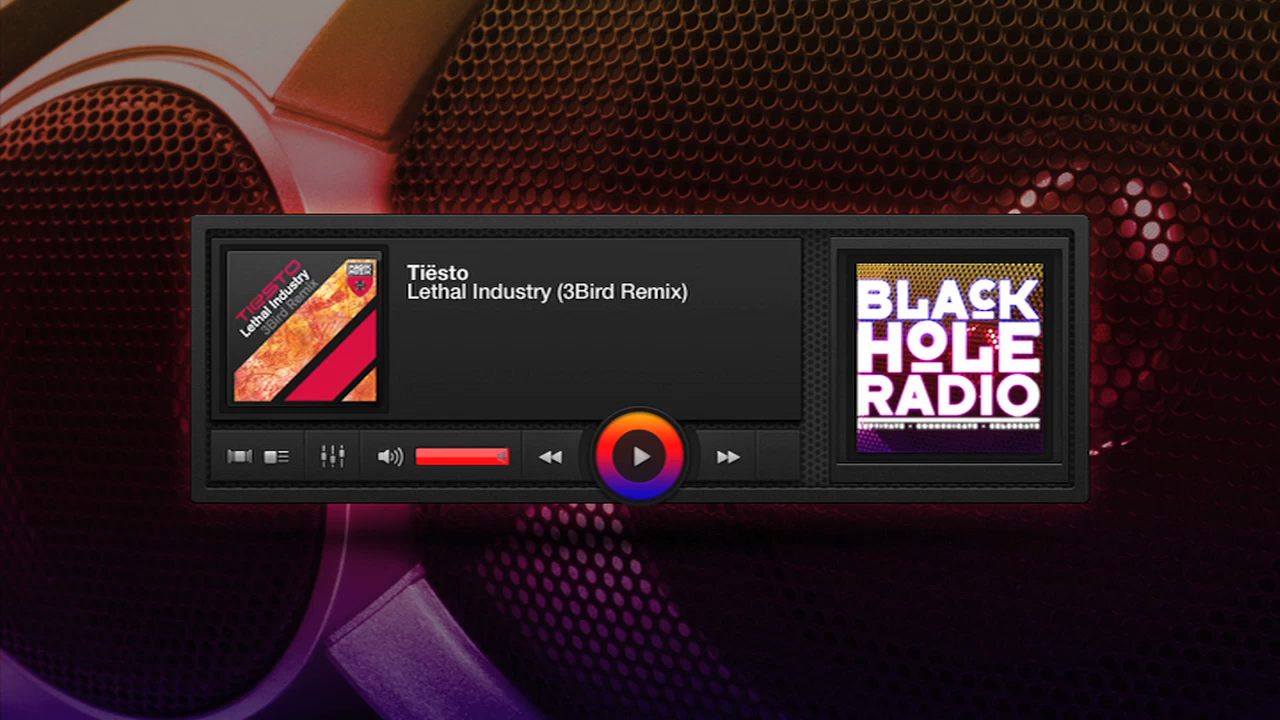 TIËSTO
Lethal Industry
3Bird Remix
Tiësto
Lethal Industry (3Bird Remix)
BLACK
HOLE
RADIO